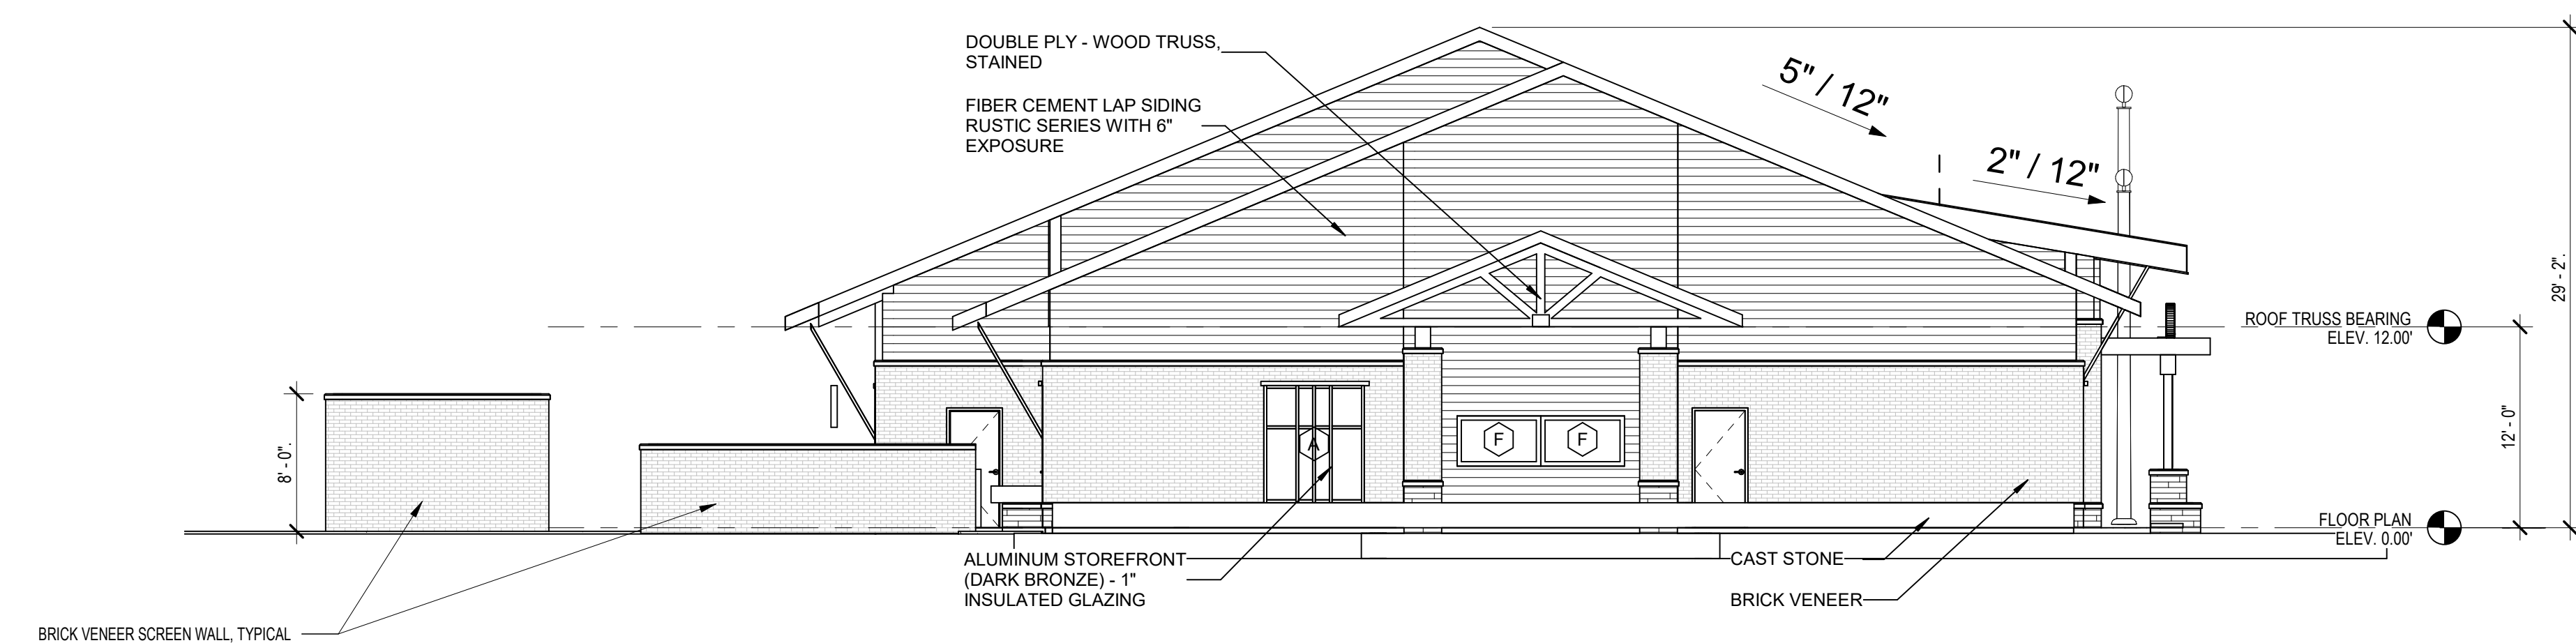 DOUBLE PLY - WOOD TRUSS,
STAINED
FIBER CEMENT LAP SIDING
RUSTIC SERIES WITH 6"
EXPOSURE
5" / 12"
2" / 12"
29' - 2".
ROOF TRUSS BEARING
ELEV. 12.00'
8' - 0".
A
F
F
12' - 0"
FLOOR PLAN
ELEV. 0.00'
ALUMINUM STOREFRONT
(DARK BRONZE) - 1"
INSULATED GLAZING
CAST STONE
BRICK VENEER
BRICK VENEER SCREEN WALL, TYPICAL